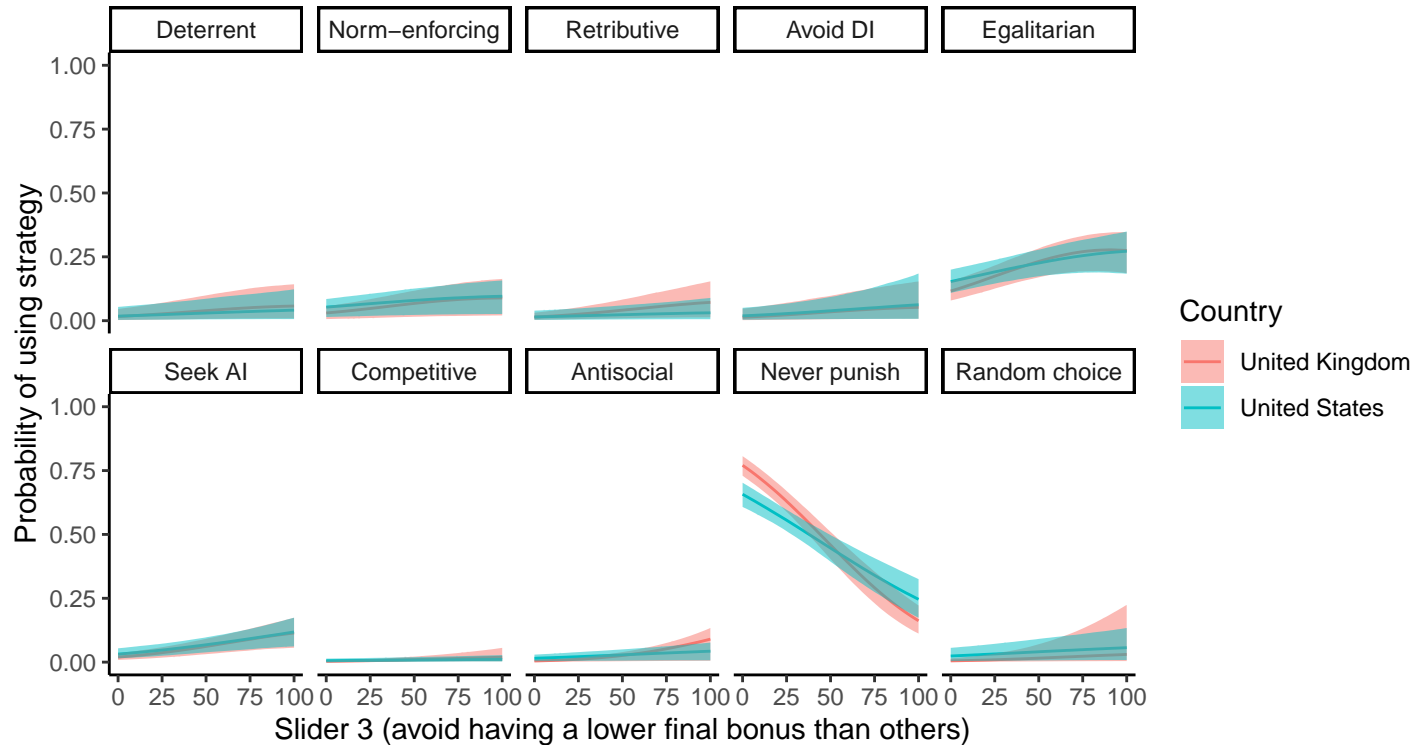 Deterrent Norm−enforcing Retributive Avoid DI Egalitarian
1.00
0.75
0.50
0.25
0.00
Seek AI Competitive Antisocial Never punish Random choice
1.00
0.75
0.50
0.25
0.00
0 25 50 75 100 0 25 50 75 100 0 25 50 75 100 0 25 50 75 100 0 25 50 75 100
Slider 3 (avoid having a lower final bonus than others)
Probability of using strategy
Country
United Kingdom
United States